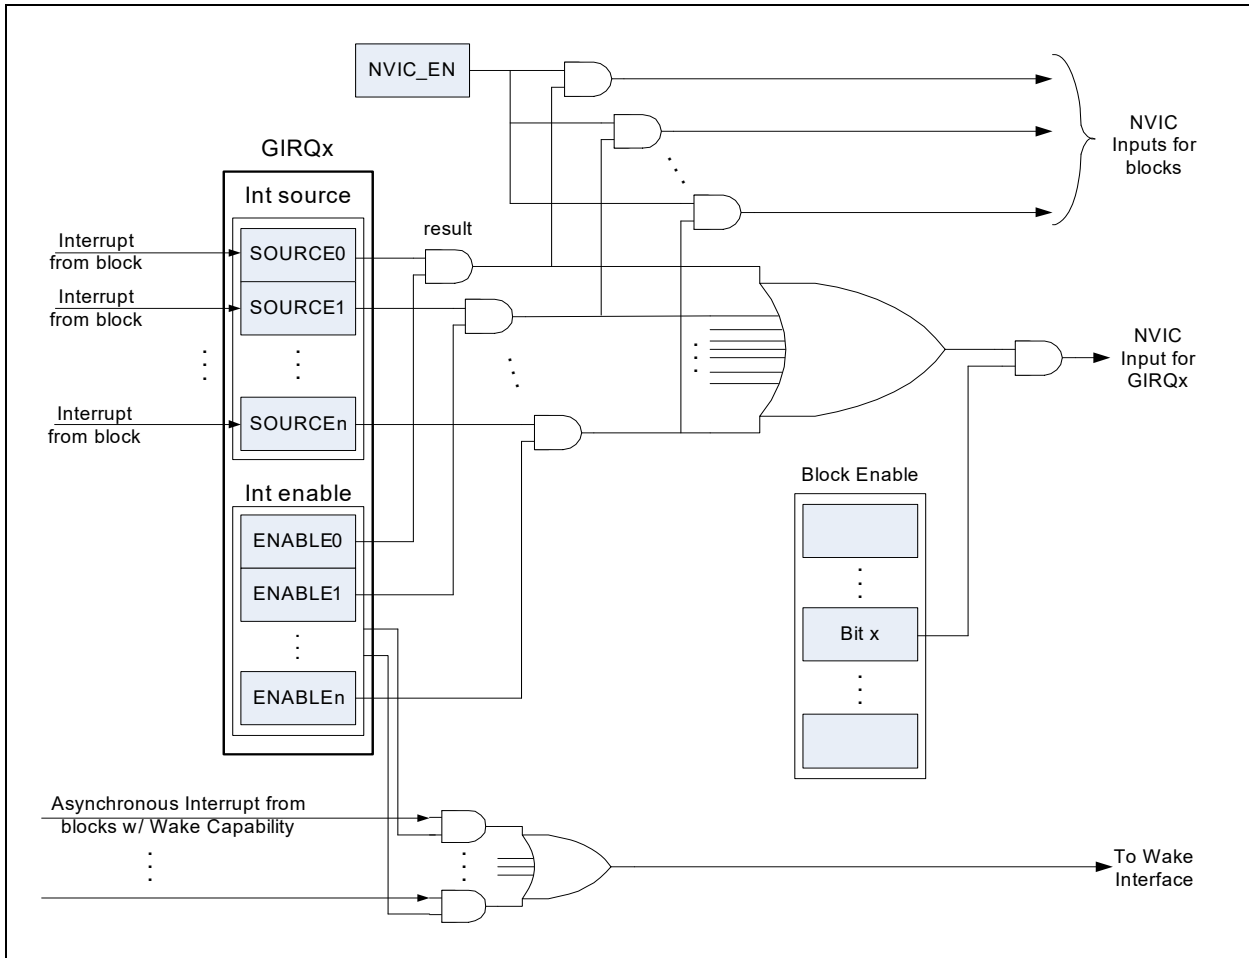 NVIC_EN
NVIC
Inputs for
blocks
GIRQx
Int source
result
Interrupt
from block
SOURCE0
Interrupt
from block
SOURCE1
NVIC
Input for
GIRQx
Interrupt
from block
SOURCEn
Block Enable
Int enable
ENABLE0
ENABLE1
Bit x
ENABLEn
Asynchronous Interrupt from
blocks w/ Wake Capability
To Wake
Interface